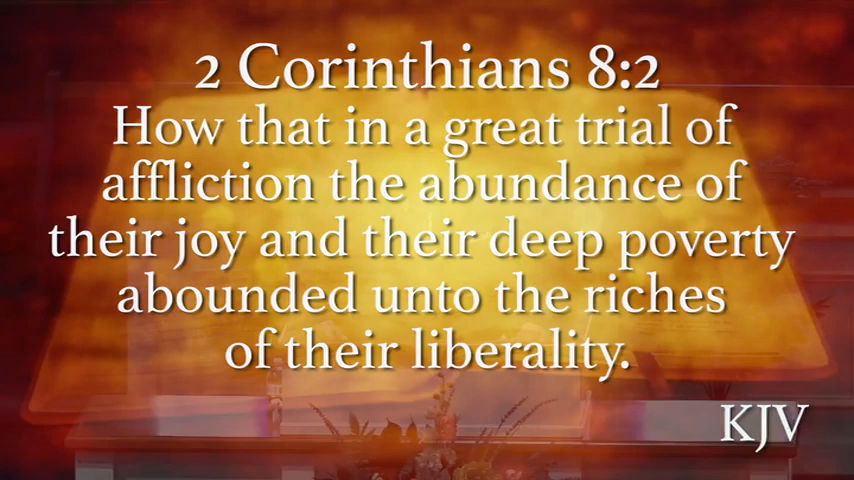 2 Corinthians 8:2
How that in a great trial of
affliction the abundance of
their joy and their deep poverty
abounded unto the riches
of their liberality.
KJV